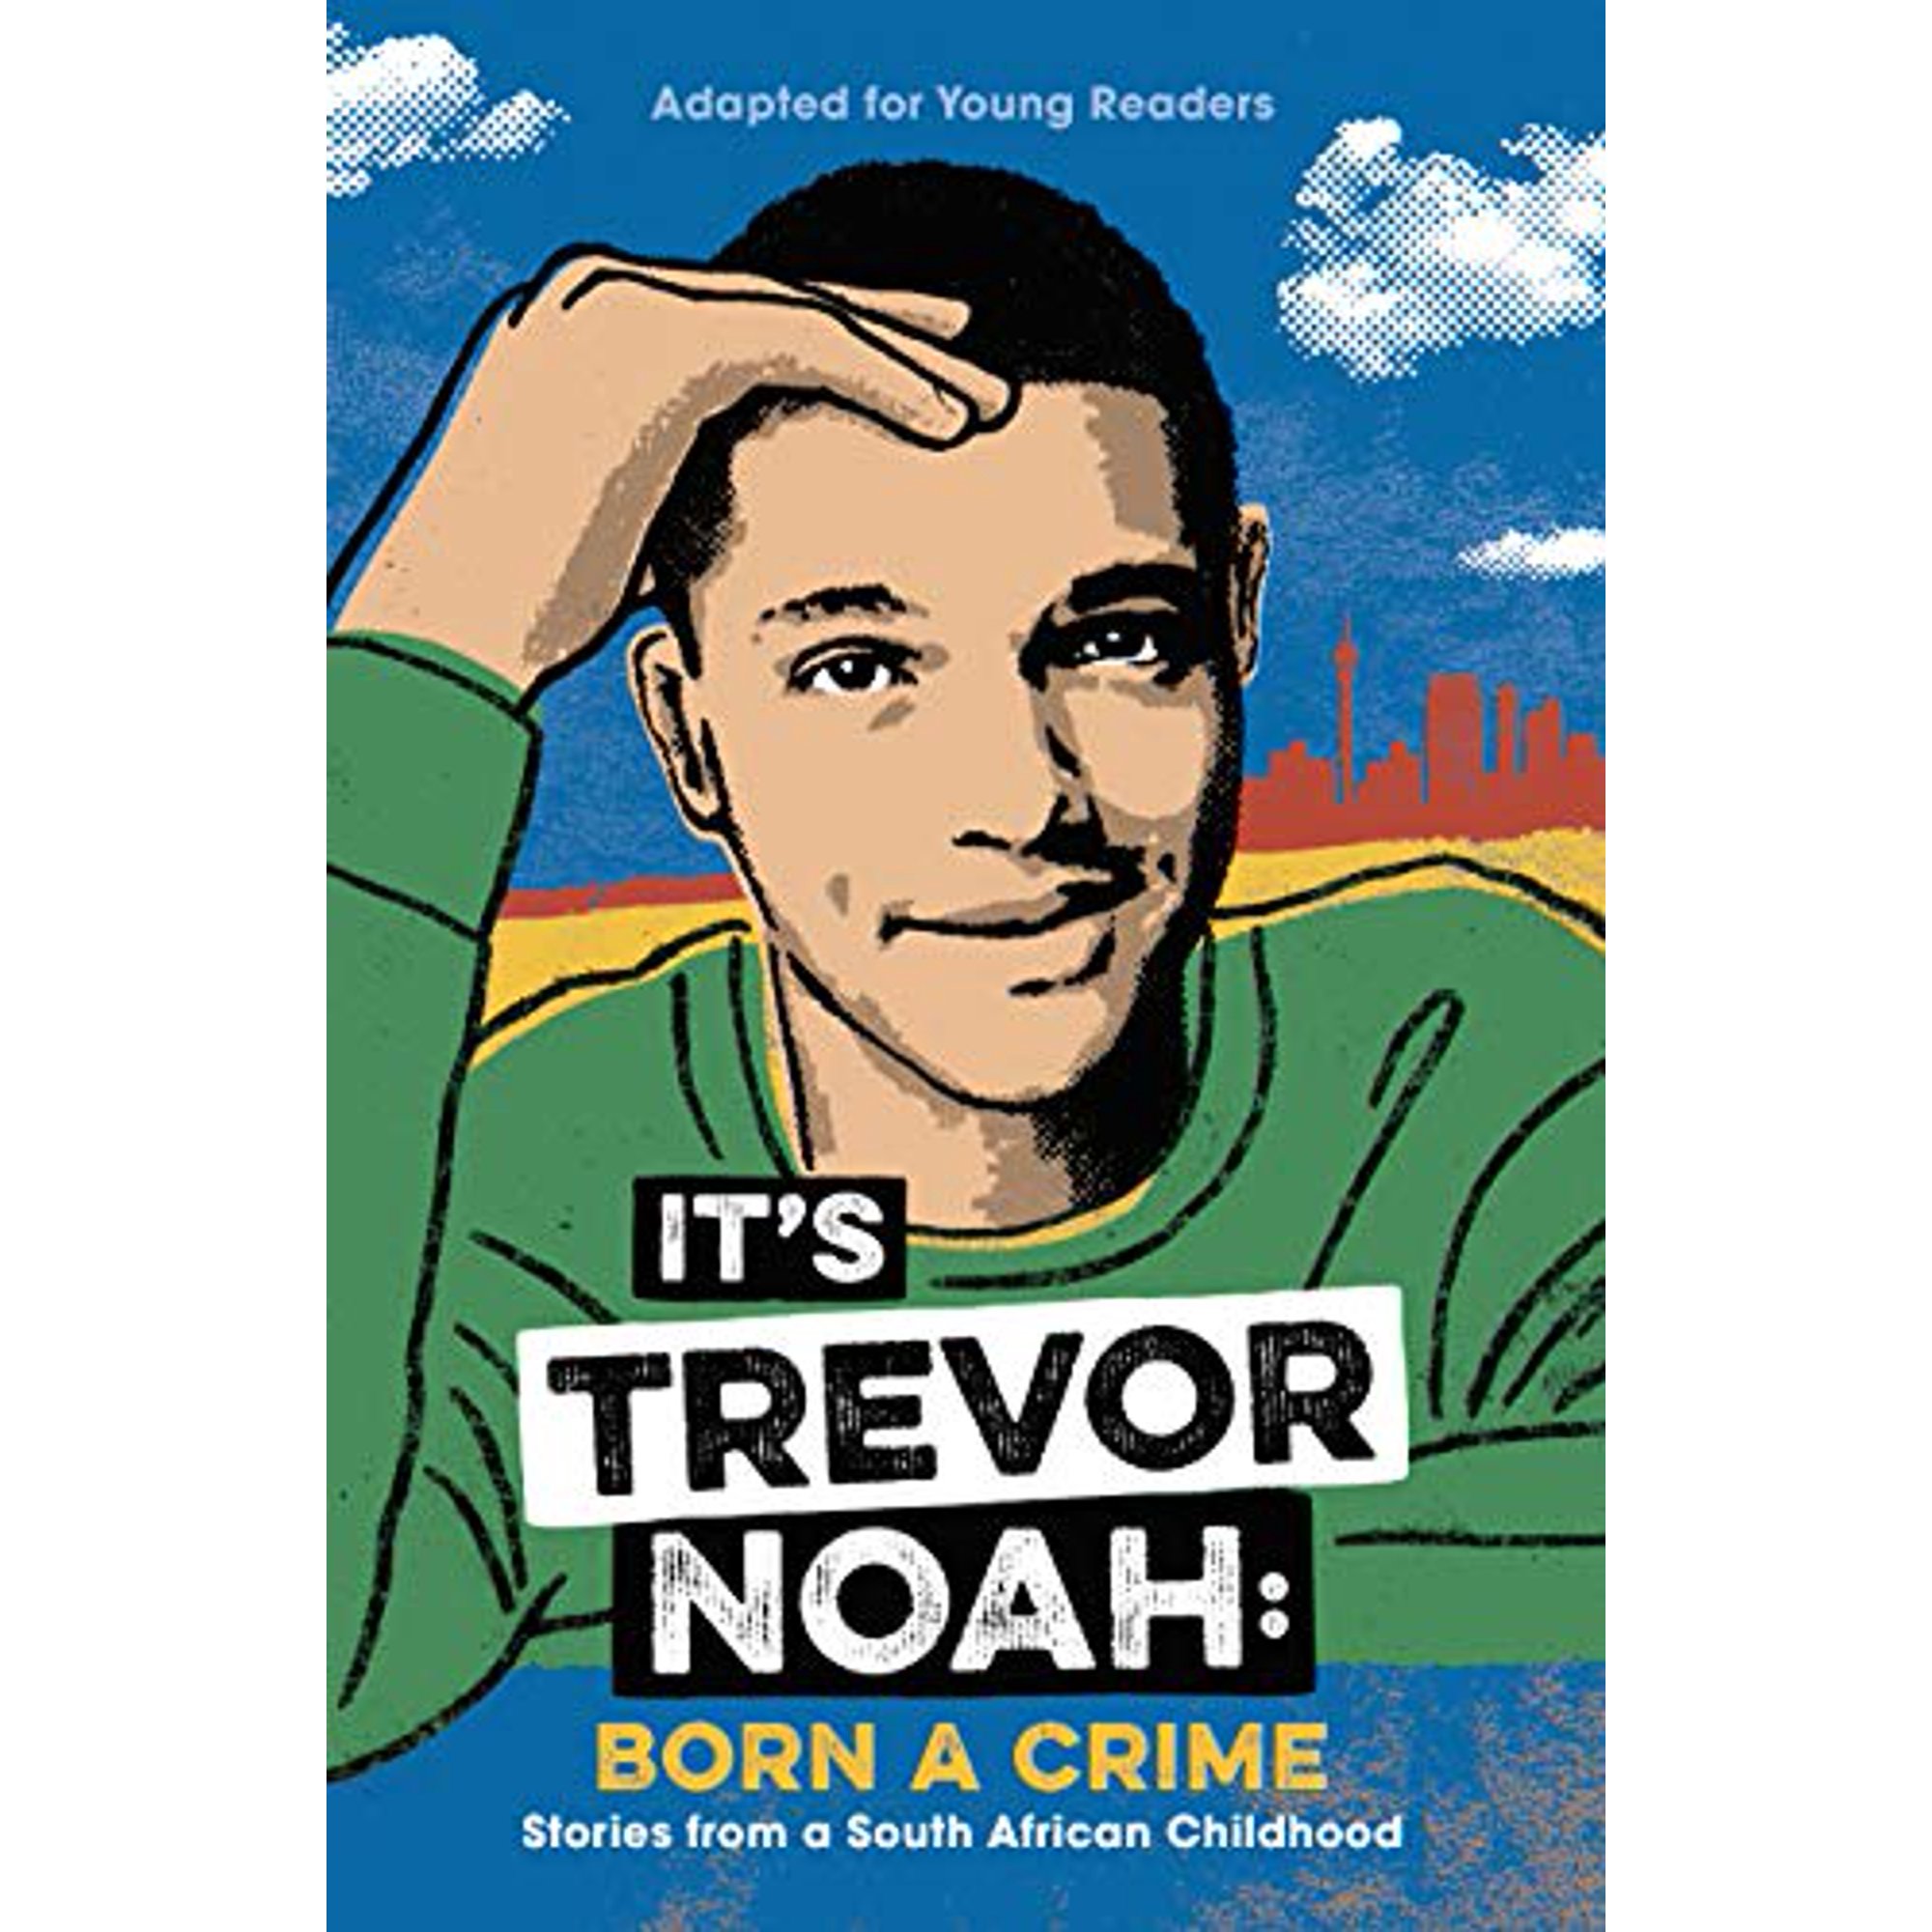 Adapted for Young Readers
IT'S
TREVOR
NOAH:
BORN A CRIME
Stories from a South African Childhood